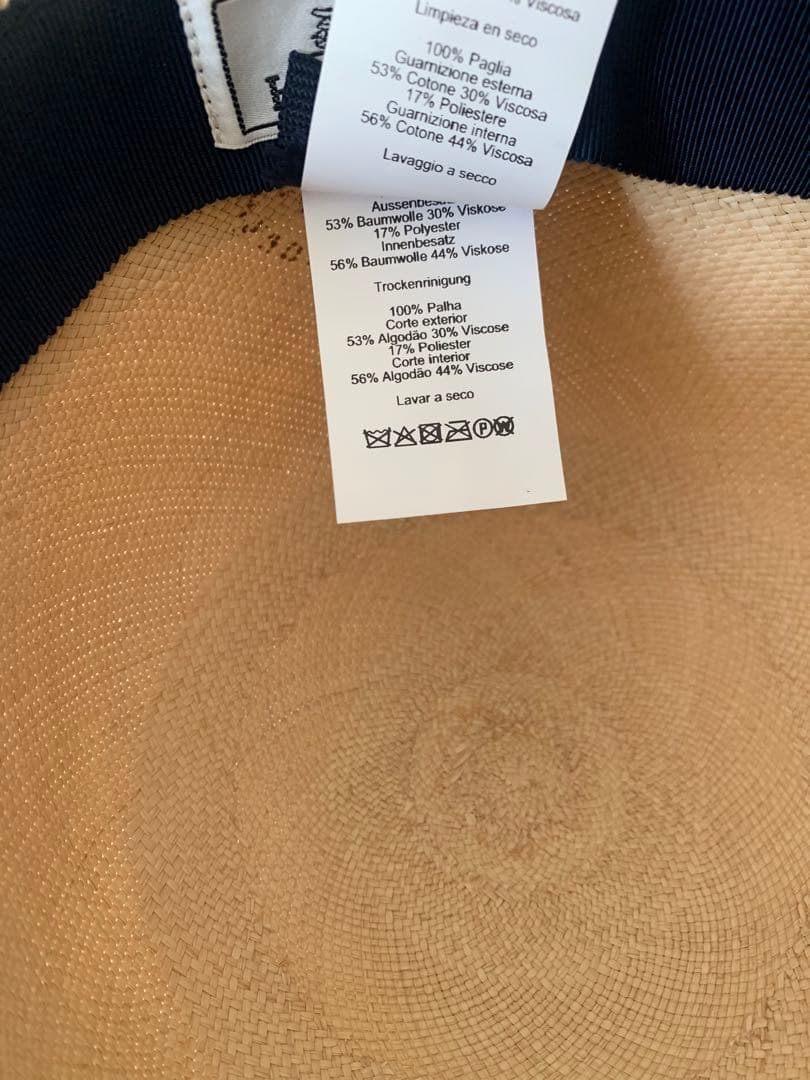 Viscosa
Limpieza en seco
100% Paglia
Guarnizione esterna
53% Cotone 30% Viscosa
17% Poliestere
Guarnizione interna
56% Cotone 44% Viscosa
Lavaggio a secco
53% Baumwolle 30% Viskose
17% Polyester
Innenbesatz
56% Baumwolle 44% Viskose
Trockenrinigung
100% Palha
Corte exterior
53% Algodão 30% Viscose
17% Poliester
Corte interior
56% Algodão 44% Viscose
Lavar a seco
P W